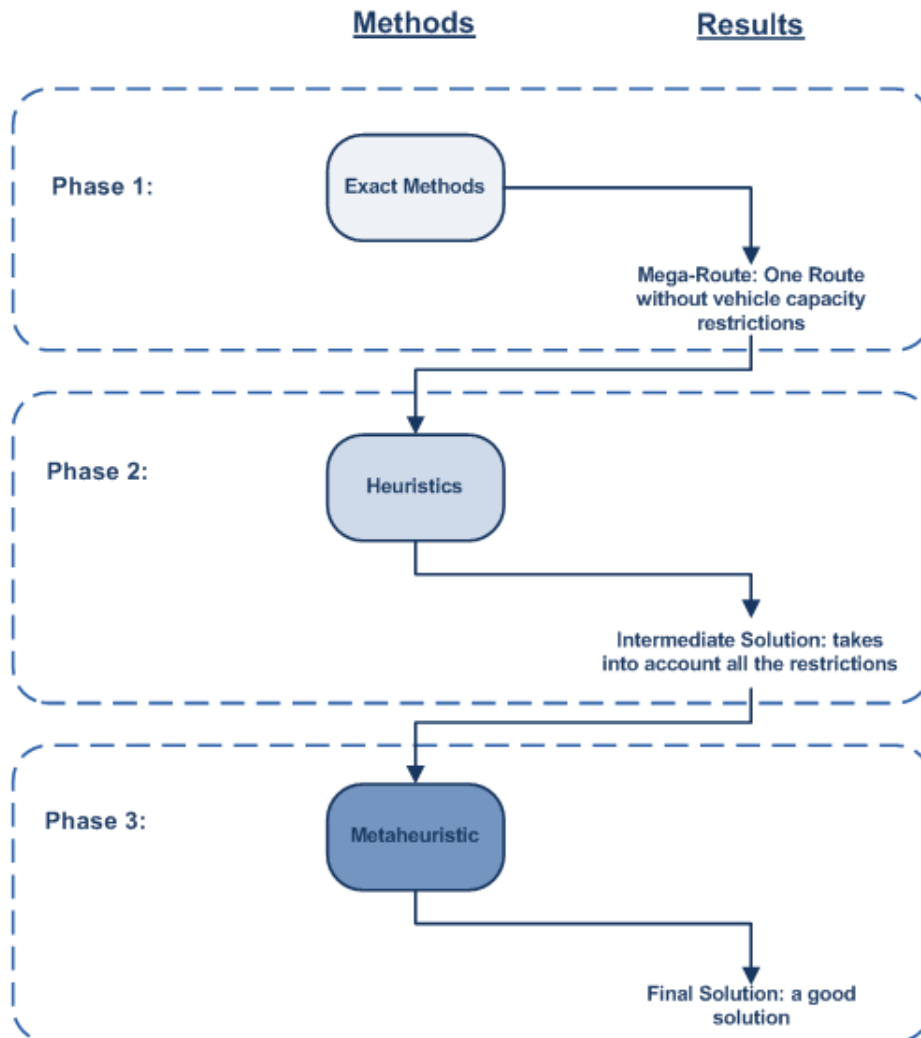 Methods
Results
Phase 1:
Exact Methods
Mega-Route: One Route
without vehicle capacity
restrictions
Phase 2:
Heuristics
Intermediate Solution: takes
into account all the restrictions
Phase 3:
Metaheuristic
Final Solution: a good
solution